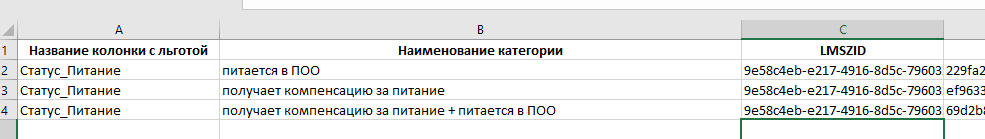 A B C
1 Название колонки с льготой Наименование категории LMSZID
2 Статус_Питание питается в ПОО 9e58c4eb-e217-4916-8d5c-79603 229fa2
3 Статус_Питание получает компенсацию за питание 9e58c4eb-e217-4916-8d5c-79603 ef9633
4 Статус_Питание получает компенсацию за питание + питается в ПОО 9e58c4eb-e217-4916-8d5c-79603 69d2b8